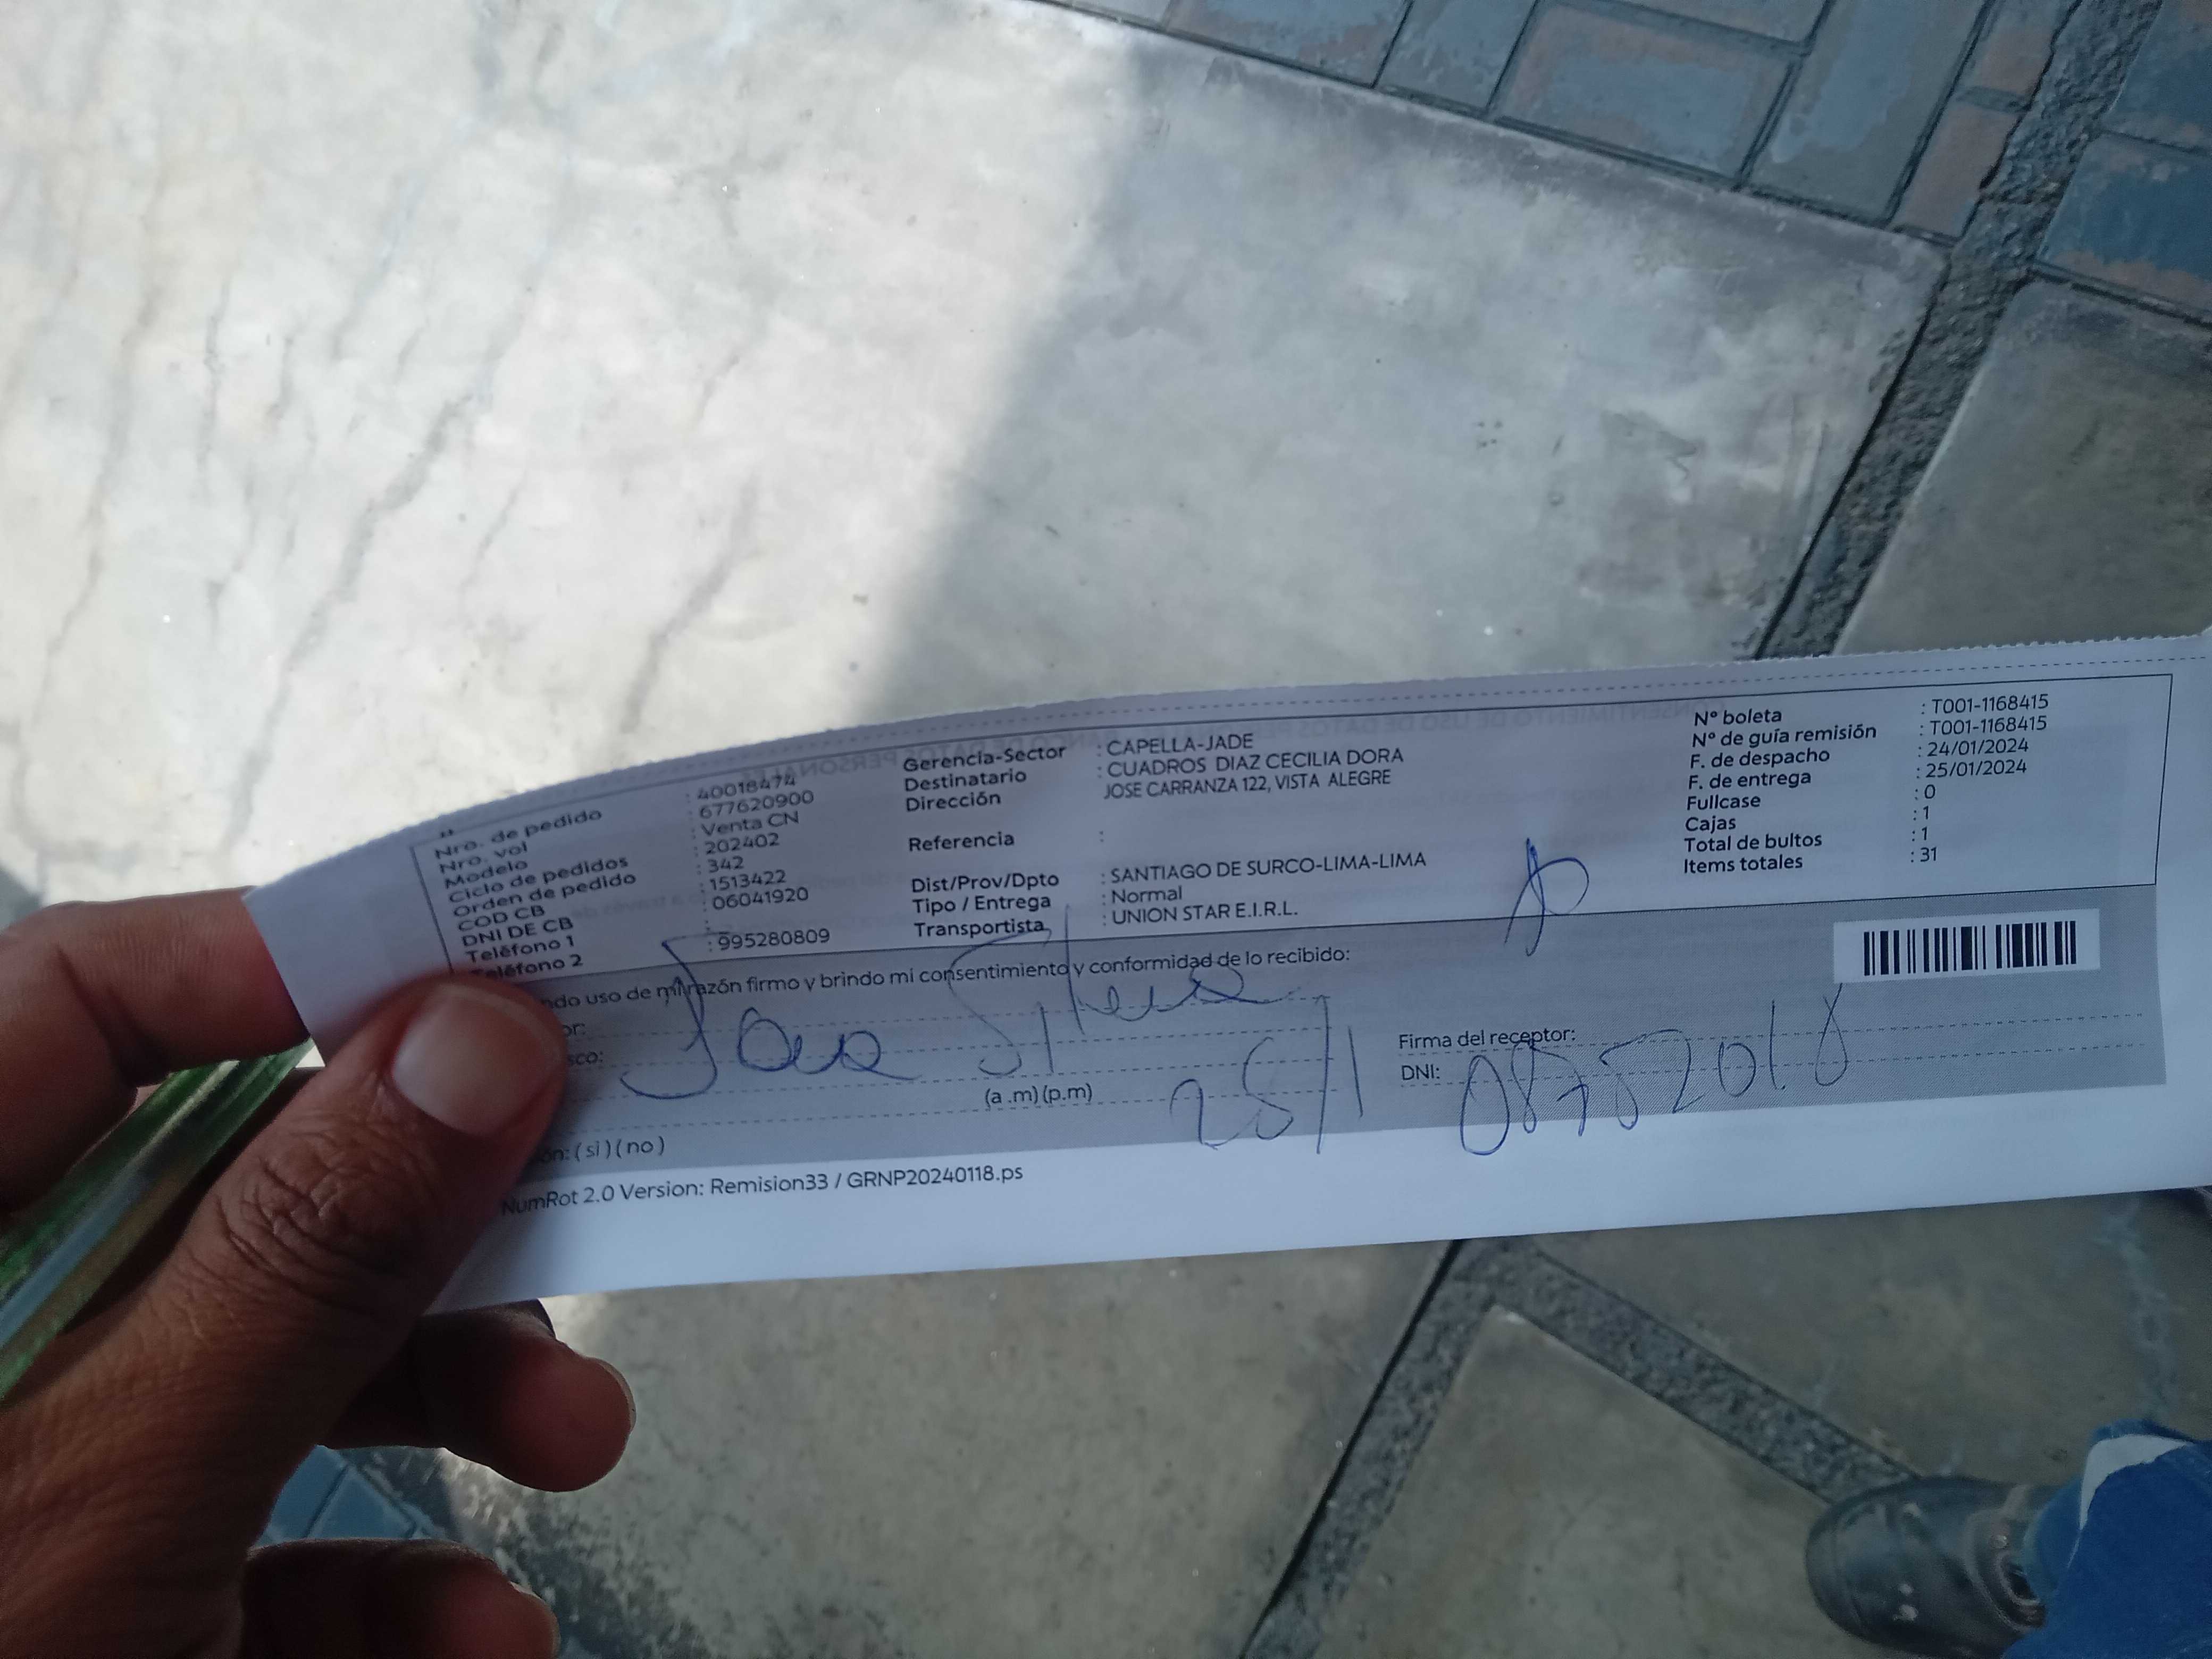 Nro. de pedido : 40018474
Nro. vol : 677620900
Modelo : Venta CN
Ciclo de pedidos : 202402
Orden de pedido : 342
COD CB : 1513422
DNI DE CB : 06041920
Teléfono 1 :
Teléfono 2 : 995280809
Gerencia-Sector : CAPELLA-JADE
Destinatario : CUADROS DIAZ CECILIA DORA
Dirección JOSE CARRANZA 122, VISTA ALEGRE
Referencia :
Dist/Prov/Dpto : SANTIAGO DE SURCO-LIMA-LIMA
Tipo / Entrega : Normal
Transportista : UNION STAR E.I.R.L.
N° boleta : T001-1168415
N° de guía remisión : T001-1168415
F. de despacho : 24/01/2024
F. de entrega : 25/01/2024
Fullcase : 0
Cajas : 1
Total de bultos : 1
Items totales : 31
uso de mi razón firmo y brindo mi consentimiento y conformidad de lo recibido:
Firma del receptor:
DNI:
(a .m) (p.m)
25/1
( si ) ( no )
NumRot 2.0 Version: Remision33 / GRNP20240118.ps